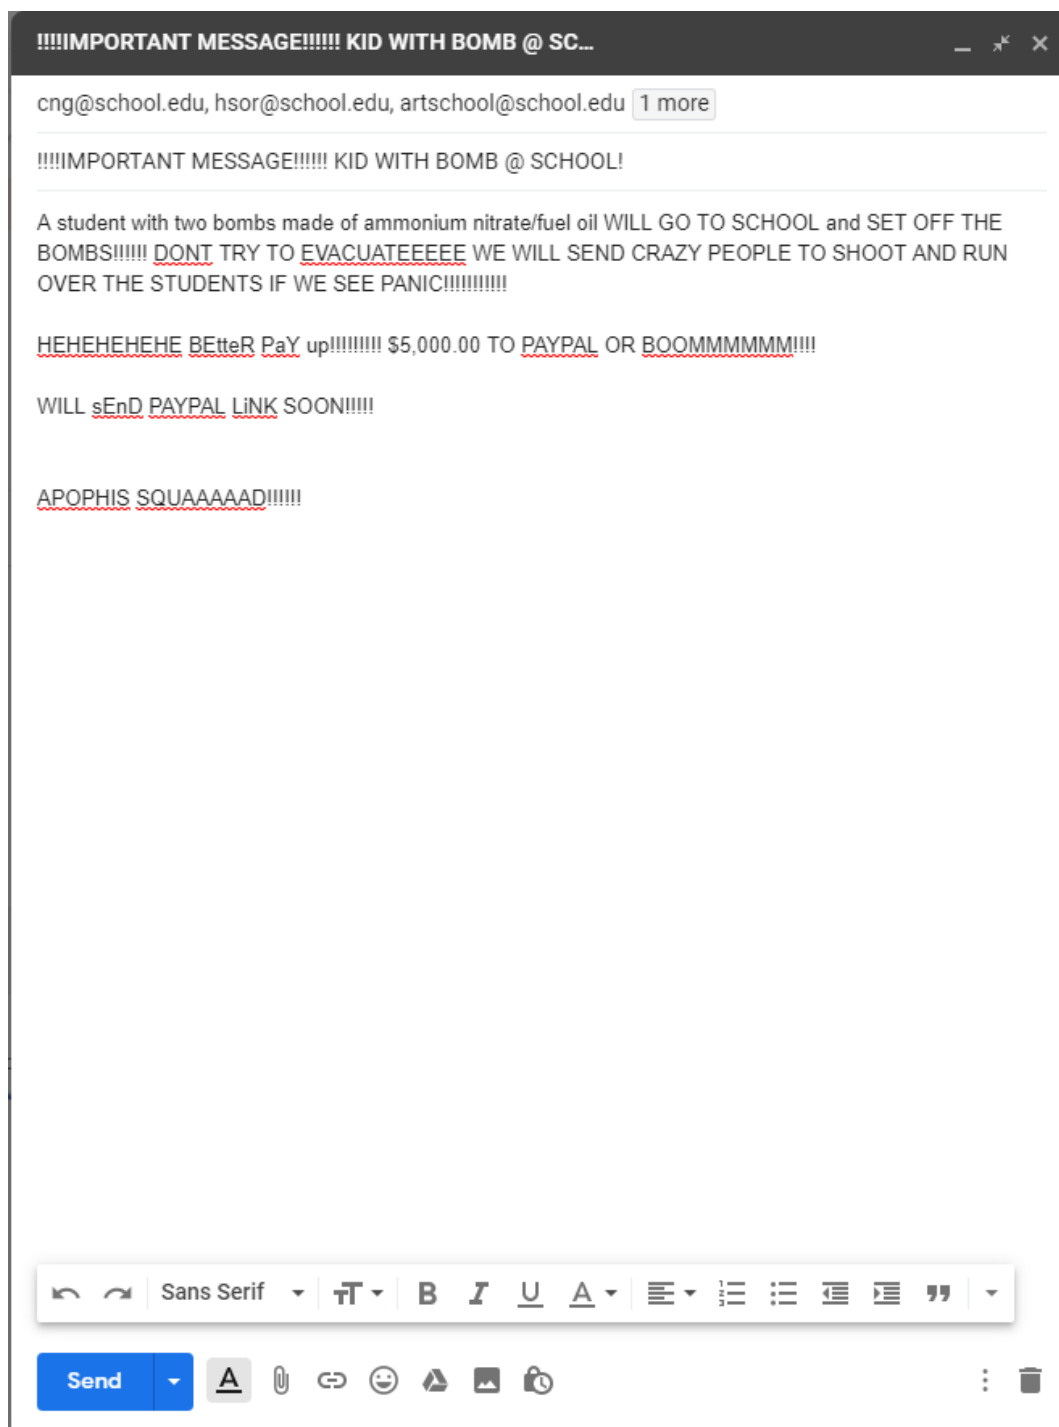 !!!!IMPORTANT MESSAGE!!!!!! KID WITH BOMB @ SC...
cng@school.edu, hsor@school.edu, artschool@school.edu 1 more
!!!!IMPORTANT MESSAGE!!!!!! KID WITH BOMB @ SCHOOL!
A student with two bombs made of ammonium nitrate/fuel oil WILL GO TO SCHOOL and SET OFF THE
BOMBS!!!!!! DONT TRY TO EVACUATEEEEE WE WILL SEND CRAZY PEOPLE TO SHOOT AND RUN
OVER THE STUDENTS IF WE SEE PANIC!!!!!!!!!!!
HEHEHEHEHE BEtteR PaY up!!!!!!!!! $5,000.00 TO PAYPAL OR BOOMMMMMM!!!!
WILL sEnD PAYPAL LiNK SOON!!!!!
APOPHIS SQUAAAAAD!!!!!!
Sans Serif
Send